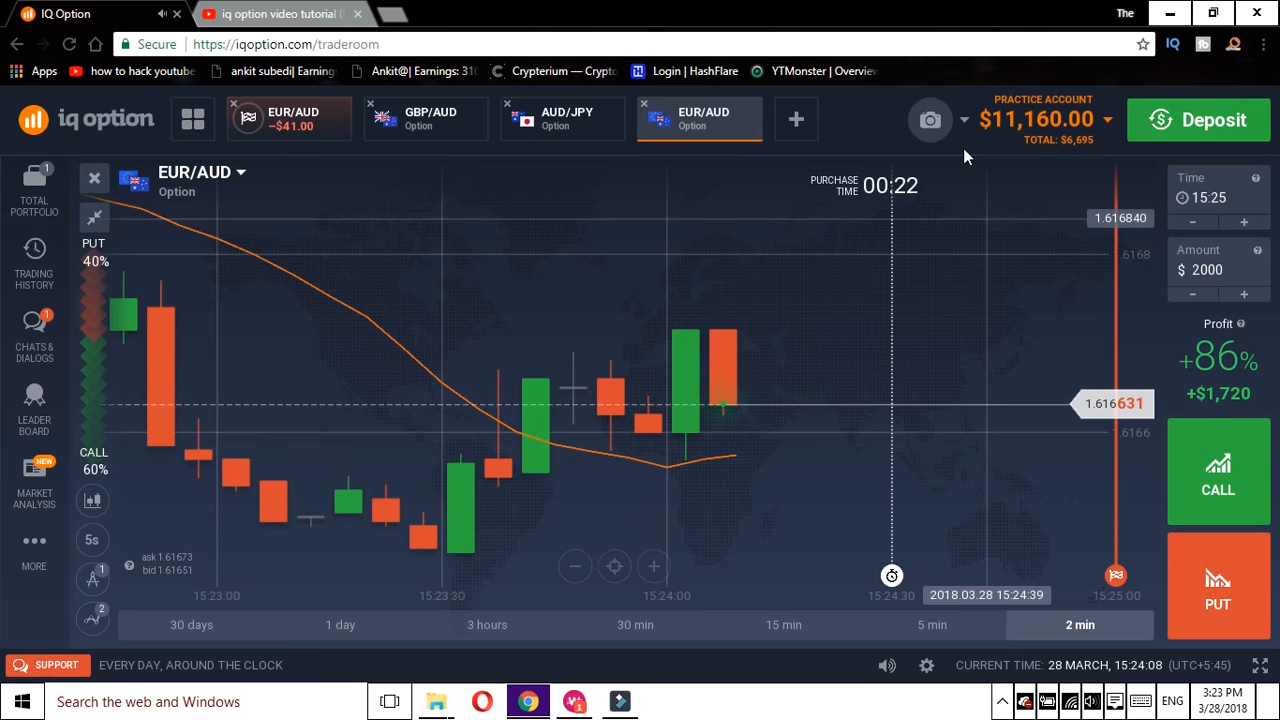 IQ Option
iq option video tutorial (
The
Secure
https://iqoption.com/traderoom
Apps
how to hack youtube
ankit subedi| Earning
Ankit@| Earnings: 310
Crypterium — Crypto
Login | HashFlare
YTMonster | Overview
iq option
EUR/AUD
−$41.00
GBP/AUD
Option
AUD/JPY
Option
EUR/AUD
Option
PRACTICE ACCOUNT
$11,160.00
TOTAL: $6,695
Deposit
1
TOTAL
PORTFOLIO
TRADING
HISTORY
1
CHATS &
DIALOGS
LEADER
BOARD
NEW
MARKET
ANALYSIS
MORE
EUR/AUD
Option
PUT
40%
CALL
60%
5s
1
2
ask 1.61673
bid 1.61651
PURCHASE
TIME
00:22
1.616840
1.6168
1.616631
1.6166
15:23:00
15:23:30
15:24:00
15:24:30
2018.03.28 15:24:39
15:25:00
30 days
1 day
3 hours
30 min
15 min
5 min
2 min
Time
15:25
Amount
$ 2000
Profit
+86%
+$1,720
CALL
PUT
SUPPORT
EVERY DAY, AROUND THE CLOCK
CURRENT TIME: 28 MARCH, 15:24:08 (UTC+5:45)
Search the web and Windows
ENG
3:23 PM
3/28/2018